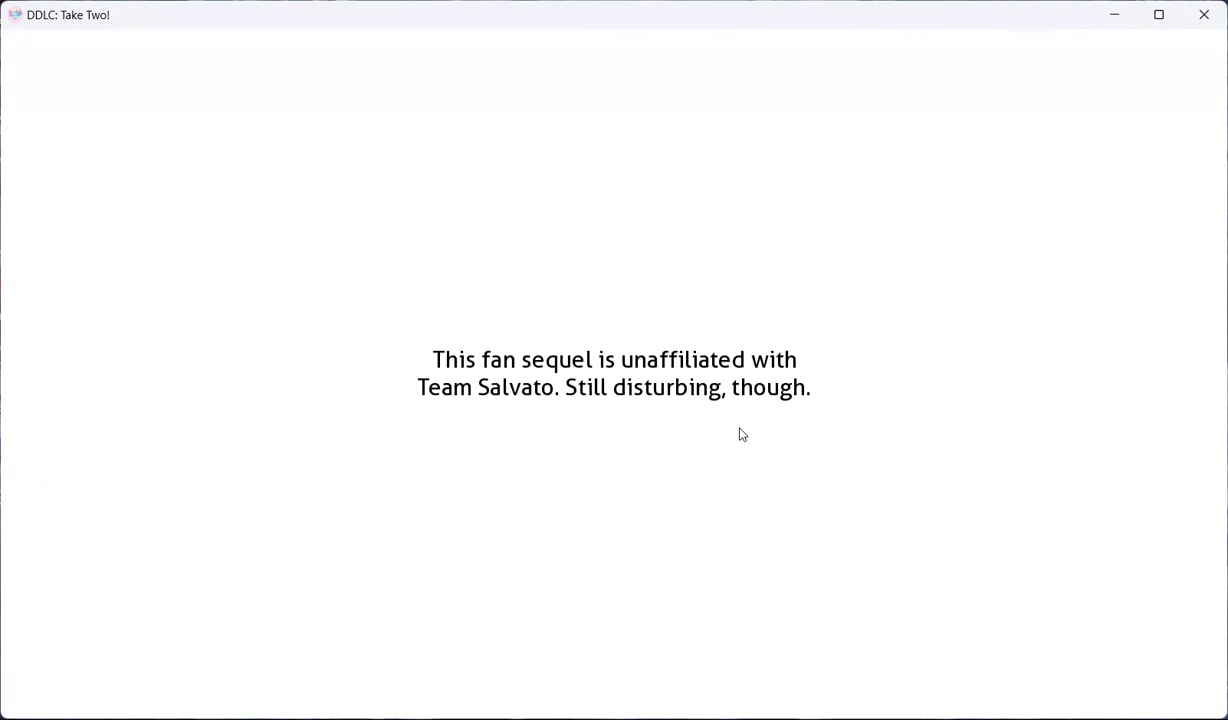 DDLC: Take Two!
This fan sequel is unaffiliated with
Team Salvato. Still disturbing, though.